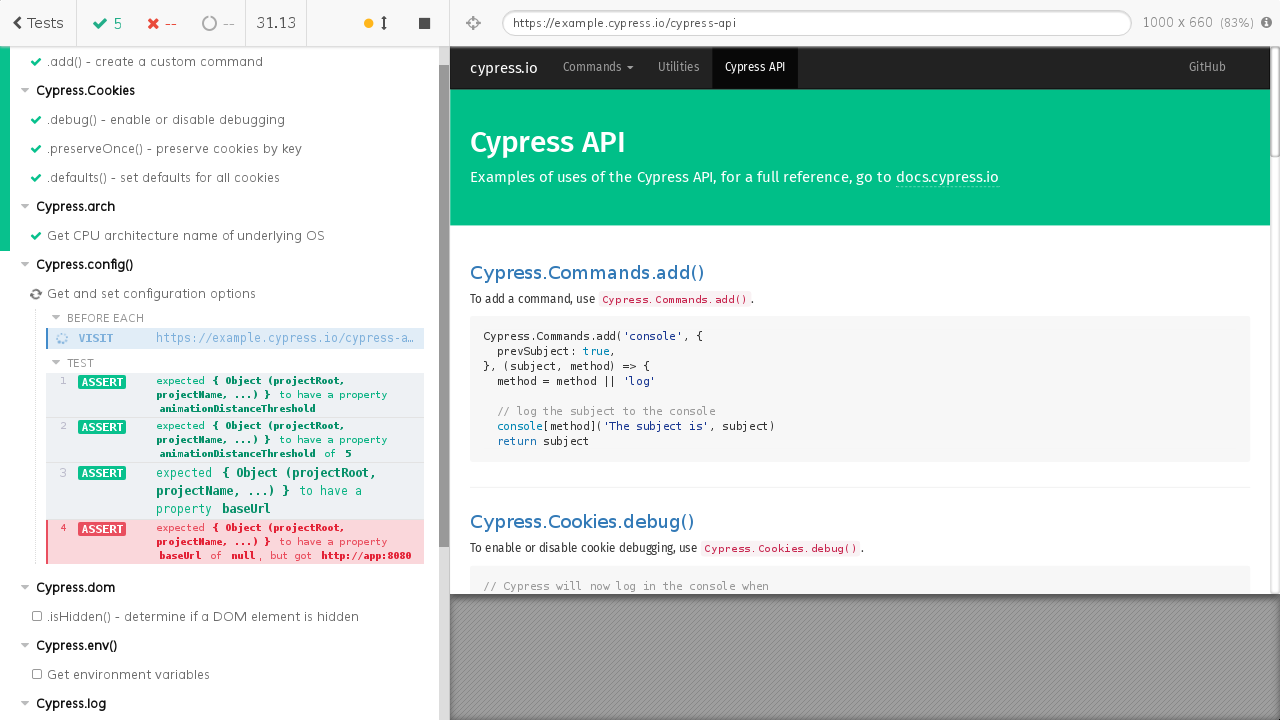 Tests
5
--
--
31.13
https://example.cypress.io/cypress-api
1000 x 660 (83%)
.add() - create a custom command
Cypress.Cookies
.debug() - enable or disable debugging
.preserveOnce() - preserve cookies by key
.defaults() - set defaults for all cookies
Cypress.arch
Get CPU architecture name of underlying OS
Cypress.config()
Get and set configuration options
BEFORE EACH
VISIT https://example.cypress.io/cypress-a…
TEST
1 ASSERT expected { Object (projectRoot,
projectName, ...) } to have a property
animationDistanceThreshold
2 ASSERT expected { Object (projectRoot,
projectName, ...) } to have a property
animationDistanceThreshold of 5
3 ASSERT expected { Object (projectRoot,
projectName, ...) } to have a
property baseUrl
4 ASSERT expected { Object (projectRoot,
projectName, ...) } to have a property
baseUrl of null, but got http://app:8080
Cypress.dom
.isHidden() - determine if a DOM element is hidden
Cypress.env()
Get environment variables
Cypress.log
cypress.io
Commands
Utilities
Cypress API
GitHub
Cypress API
Examples of uses of the Cypress API, for a full reference, go to docs.cypress.io
Cypress.Commands.add()
To add a command, use Cypress.Commands.add().
Cypress.Commands.add('console', {
prevSubject: true,
}, (subject, method) => {
method = method || 'log'
// log the subject to the console
console[method]('The subject is', subject)
return subject
Cypress.Cookies.debug()
To enable or disable cookie debugging, use Cypress.Cookies.debug().
// Cypress will now log in the console when